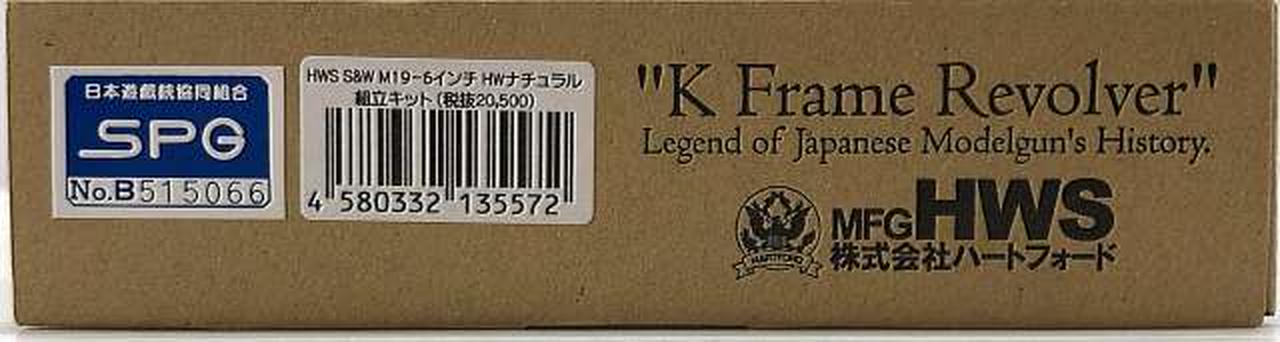 日本遊戯銃協同組合
SPG
No.B515066
HWS S&W M19-6インチ HWナチュラル
組立キット(税抜20,500)
4 580332 135572
"K Frame Revolver"
Legend of Japanese Modelgun's History.
HARTFORD
MFG HWS
株式会社ハートフォード